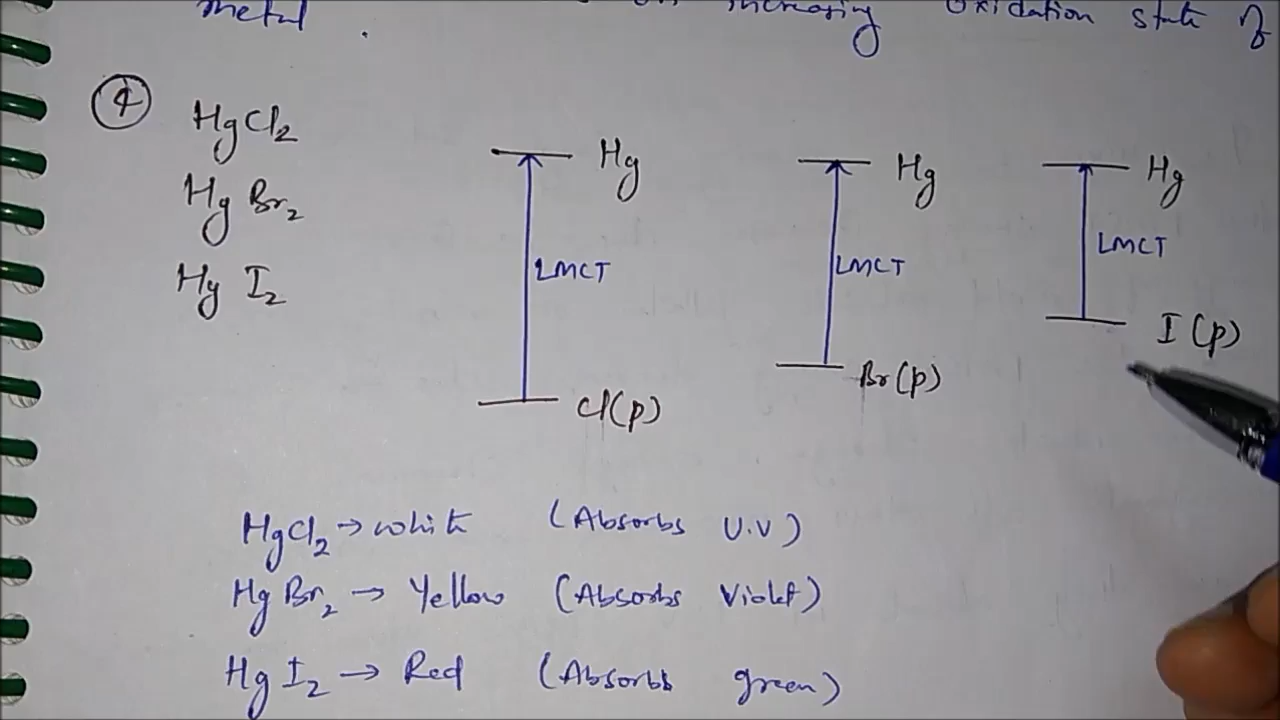 increasing oxidation state of
metal .
④ HgCl2
HgBr2
HgI2
Hg
Hg
Hg
LMCT
LMCT
LMCT
Cl(p)
Br(p)
I(p)
HgCl2 → white (Absorbs U.V)
HgBr2 → Yellow (Absorbs Violet)
HgI2 → Red (Absorbs green)